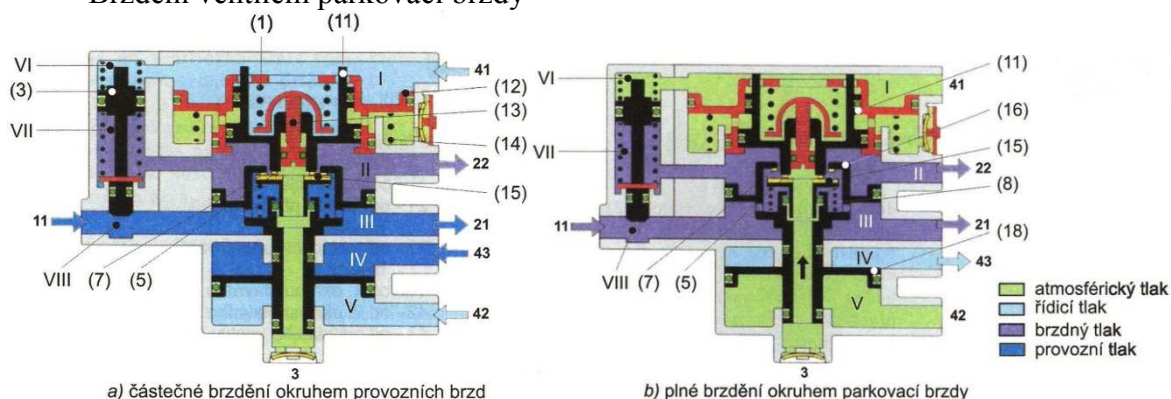 Brzdění ventilem parkovací brzdy
(1) (11)
VI
I
41
(3)
(12)
(13)
VII
(14)
22
II
(15)
11
III
21
IV
43
VIII (7) (5)
V
42
3
a) částečné brzdění okruhem provozních brzd
VI
I
41
(11)
(16)
VII
(15)
22
II
(8)
11
III
21
(18)
IV
43
VIII (7) (5)
V
42
3
b) plné brzdění okruhem parkovací brzdy
atmosférický tlak
řídicí tlak
brzdný tlak
provozní tlak